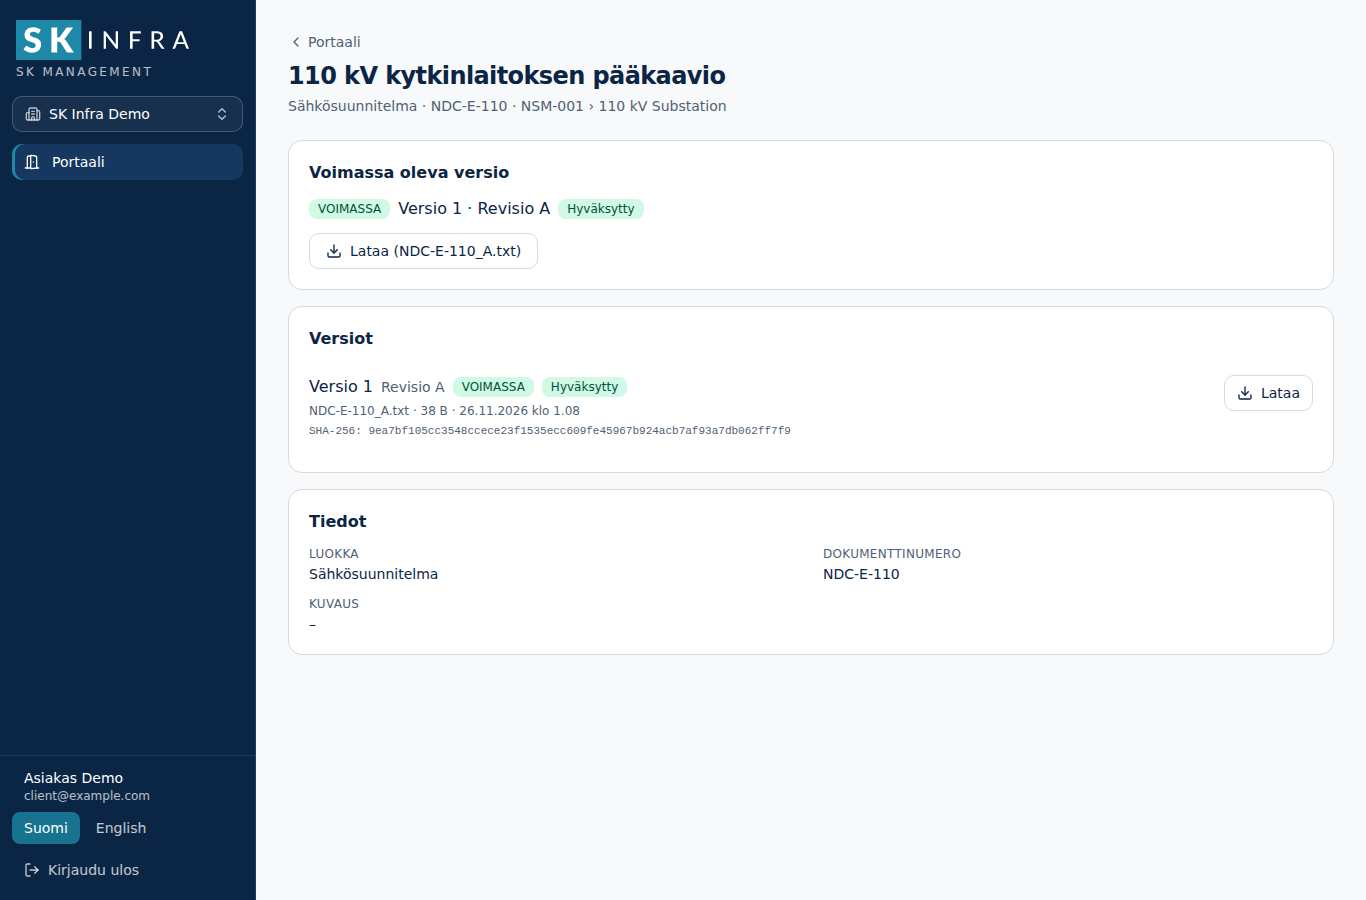 SK INFRA
SK MANAGEMENT
SK Infra Demo
Portaali
Asiakas Demo
client@example.com
Suomi English
Kirjaudu ulos
Portaali
110 kV kytkinlaitoksen pääkaavio
Sähkösuunnitelma · NDC-E-110 · NSM-001 › 110 kV Substation
Voimassa oleva versio
VOIMASSA Versio 1 · Revisio A Hyväksytty
Lataa (NDC-E-110_A.txt)
Versiot
Versio 1 Revisio A VOIMASSA Hyväksytty
Lataa
NDC-E-110_A.txt · 38 B · 26.11.2026 klo 1.08
SHA-256: 9ea7bf105cc3548ccece23f1535ecc609fe45967b924acb7af93a7db062ff7f9
Tiedot
LUOKKA
Sähkösuunnitelma
DOKUMENTTINUMERO
NDC-E-110
KUVAUS
–